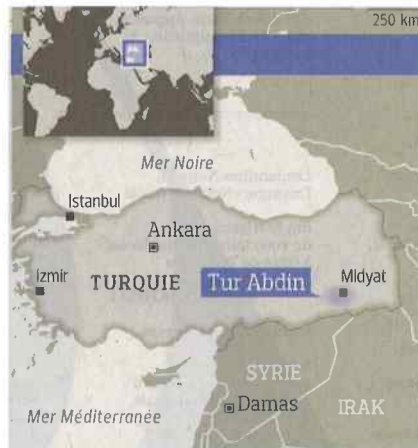 250 km
Mer Noire
Istanbul
Ankara
Izmir
TURQUIE
Tur Abdin
Midyat
SYRIE
Damas
IRAK
Mer Méditerranée